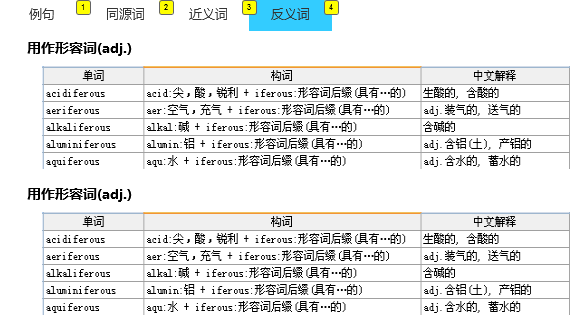 例句 1 同源词 2 近义词 3 反义词 4
用作形容词(adj.)
单词 构词 中文解释
acidiferous acid:尖,酸,锐利 + iferous:形容词后缀(具有…的) 生酸的, 含酸的
aeriferous aer:空气,充气 + iferous:形容词后缀(具有…的) adj.装气的, 送气的
alkaliferous alkal:碱 + iferous:形容词后缀(具有…的) 含碱的
aluminiferous alumin:铝 + iferous:形容词后缀(具有…的) adj.含铝(土), 产铝的
aquiferous aqu:水 + iferous:形容词后缀(具有…的) adj.含水的, 蓄水的
用作形容词(adj.)
单词 构词 中文解释
acidiferous acid:尖,酸,锐利 + iferous:形容词后缀(具有…的) 生酸的, 含酸的
aeriferous aer:空气,充气 + iferous:形容词后缀(具有…的) adj.装气的, 送气的
alkaliferous alkal:碱 + iferous:形容词后缀(具有…的) 含碱的
aluminiferous alumin:铝 + iferous:形容词后缀(具有…的) adj.含铝(土), 产铝的
aquiferous aqu:水 + iferous:形容词后缀(具有…的) adj.含水的, 蓄水的